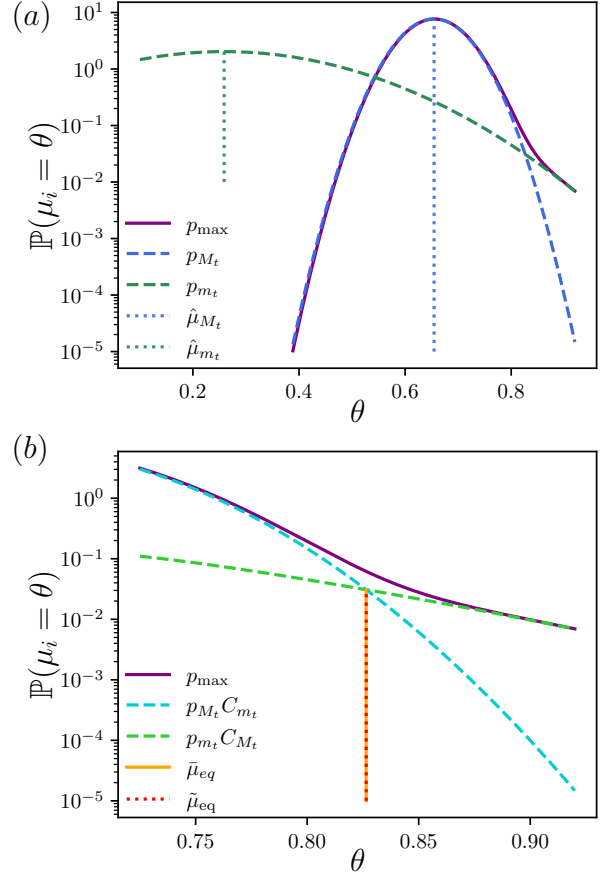 (a)
10^1
10^0
10^{-1}
10^{-2}
10^{-3}
10^{-4}
10^{-5}
ℙ(μ_i = θ)
p_max
p_{M_t}
p_{m_t}
μ̂_{M_t}
μ̂_{m_t}
0.2 0.4 0.6 0.8
θ
(b)
10^0
10^{-1}
10^{-2}
10^{-3}
10^{-4}
10^{-5}
ℙ(μ_i = θ)
p_max
p_{M_t}C_{m_t}
p_{m_t}C_{M_t}
μ̄_{eq}
μ̃_{eq}
0.75 0.80 0.85 0.90
θ